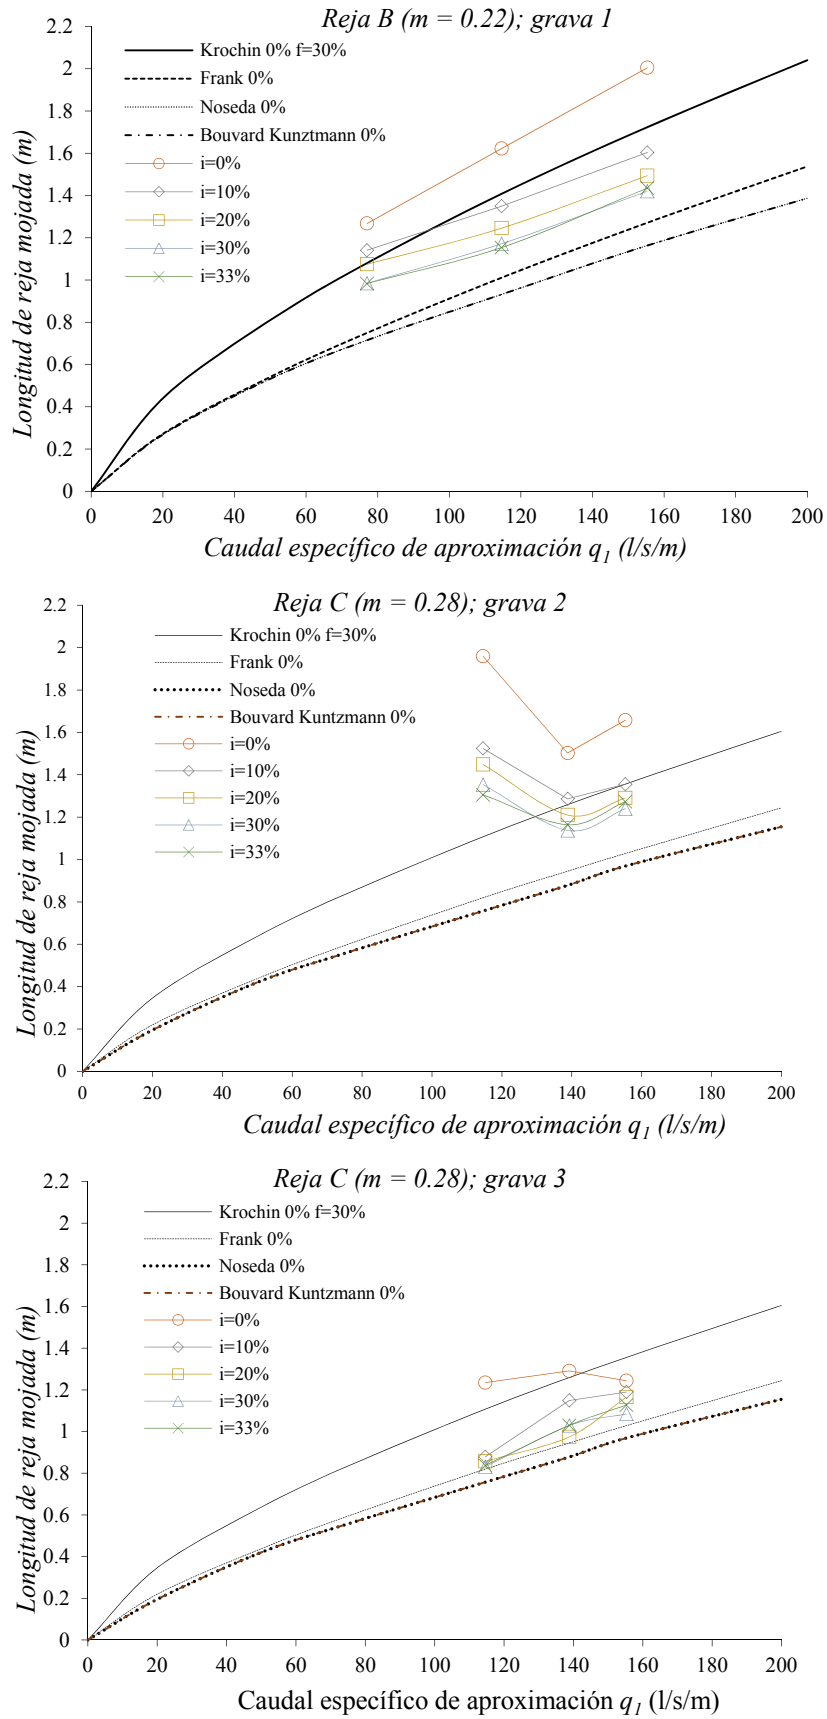 Reja B (m = 0.22); grava 1
Longitud de reja mojada (m)
2.2
2
1.8
1.6
1.4
1.2
1
0.8
0.6
0.4
0.2
0
Krochin 0% f=30%
Frank 0%
Noseda 0%
Bouvard Kunztmann 0%
i=0%
i=10%
i=20%
i=30%
i=33%
0 20 40 60 80 100 120 140 160 180 200
Caudal específico de aproximación q1 (l/s/m)
Reja C (m = 0.28); grava 2
Longitud de reja mojada (m)
2.2
2
1.8
1.6
1.4
1.2
1
0.8
0.6
0.4
0.2
0
Krochin 0% f=30%
Frank 0%
Noseda 0%
Bouvard Kuntzmann 0%
i=0%
i=10%
i=20%
i=30%
i=33%
0 20 40 60 80 100 120 140 160 180 200
Caudal específico de aproximación q1 (l/s/m)
Reja C (m = 0.28); grava 3
Longitud de reja mojada (m)
2.2
2
1.8
1.6
1.4
1.2
1
0.8
0.6
0.4
0.2
0
Krochin 0% f=30%
Frank 0%
Noseda 0%
Bouvard Kuntzmann 0%
i=0%
i=10%
i=20%
i=30%
i=33%
0 20 40 60 80 100 120 140 160 180 200
Caudal específico de aproximación q1 (l/s/m)